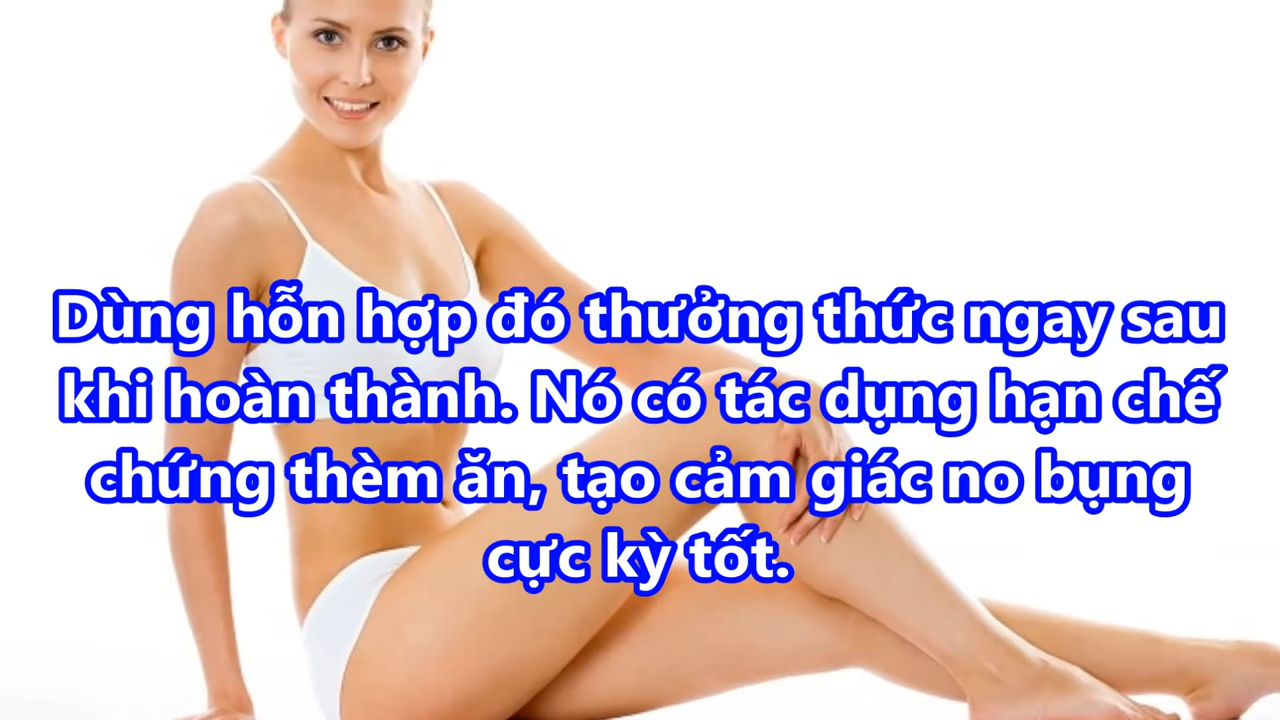 Dùng hỗn hợp đó thưởng thức ngay sau
khi hoàn thành. Nó có tác dụng hạn chế
chứng thèm ăn, tạo cảm giác no bụng
cực kỳ tốt.